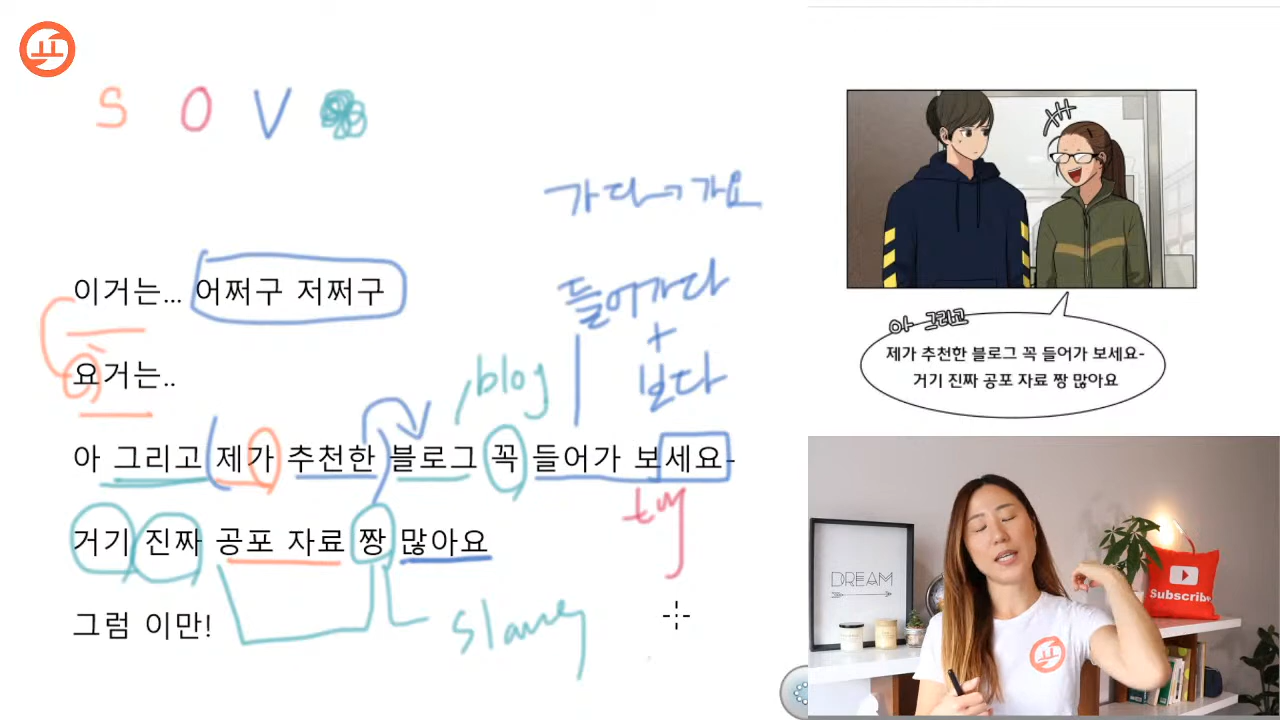 S O V
가다 → 가요
이거는... 어쩌구 저쩌구
들어가다
+
보다
요거는..
blog
아 그리고 제가 추천한 블로그 꼭 들어가 보세요-
try
거기 진짜 공포 자료 짱 많아요
slang
그럼 이만!
아 그리고
제가 추천한 블로그 꼭 들어가 보세요-
거기 진짜 공포 자료 짱 많아요
DREAM
Subscribe